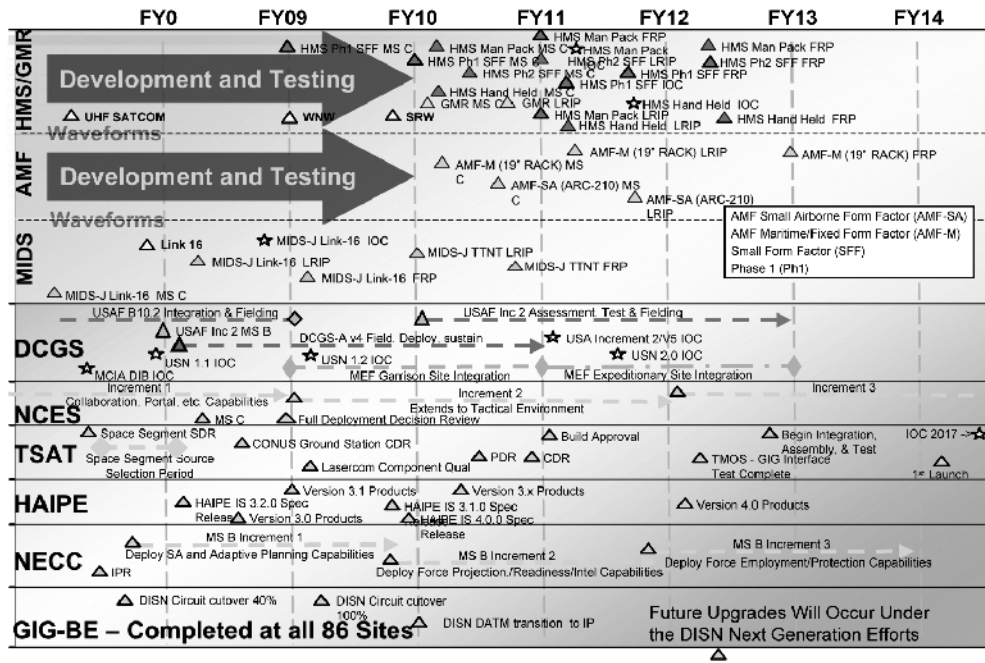 FY0 FY09 FY10 FY11 FY12 FY13 FY14
HMS/GMR
HMS Ph1 SFF MS C
HMS Man Pack MS C
HMS Man Pack FRP
HMS Man Pack
IOC
HMS Man Pack FRP
Development and Testing
HMS Ph1 SFF MS C
HMS Ph2 SFF LRIP
HMS Ph2 SFF FRP
HMS Ph2 SFF MS C
HMS Ph1 SFF FRP
HMS Ph1 SFF IOC
HMS Hand Held MS C
GMR MS C
GMR LRIP
HMS Hand Held IOC
UHF SATCOM
WNW
SRW
HMS Man Pack LRIP
HMS Hand Held LRIP
HMS Hand Held FRP
Waveforms
AMF
Development and Testing
AMF-M (19" RACK) MS
C
AMF-M (19" RACK) LRIP
AMF-M (19" RACK) FRP
AMF-SA (ARC-210) MS
C
AMF-SA (ARC-210)
LRIP
Waveforms
AMF Small Airborne Form Factor (AMF-SA)
AMF Maritime/Fixed Form Factor (AMF-M)
Small Form Factor (SFF)
Phase 1 (Ph1)
MIDS
Link 16
MIDS-J Link-16 IOC
MIDS-J Link-16 LRIP
MIDS-J TTNT LRIP
MIDS-J Link-16 FRP
MIDS-J TTNT FRP
MIDS-J Link-16 MS C
DCGS
USAF B10.2 Integration & Fielding
USAF Inc 2 Assessment, Test & Fielding
USAF Inc 2 MS B
DCGS-A v4 Field, Deploy, sustain
USA Increment 2/V5 IOC
USN 1.1 IOC
USN 1.2 IOC
USN 2.0 IOC
MCIA DIB IOC
MEF Garrison Site Integration
MEF Expeditionary Site Integration
NCES
Increment 1
Collaboration, Portal, etc. Capabilities
Increment 2
Extends to Tactical Environment
Increment 3
MS C
Full Deployment Decision Review
TSAT
Space Segment SDR
CONUS Ground Station CDR
Build Approval
Begin Integration,
Assembly, & Test
IOC 2017 ->
Space Segment Source
Selection Period
Lasercom Component Qual
PDR
CDR
TMOS - GIG Interface
Test Complete
1st Launch
HAIPE
Version 3.1 Products
Version 3.x Products
HAIPE IS 3.2.0 Spec
Release
Version 3.0 Products
HAIPE IS 3.1.0 Spec
Release
HAIPE IS 4.0.0 Spec
Release
Version 4.0 Products
NECC
MS B Increment 1
Deploy SA and Adaptive Planning Capabilities
MS B Increment 2
Deploy Force Projection./Readiness/Intel Capabilities
MS B Increment 3
Deploy Force Employment/Protection Capabilities
IPR
DISN Circuit cutover 40%
DISN Circuit cutover
100%
DISN DATM transition to IP
GIG-BE – Completed at all 86 Sites
Future Upgrades Will Occur Under
the DISN Next Generation Efforts